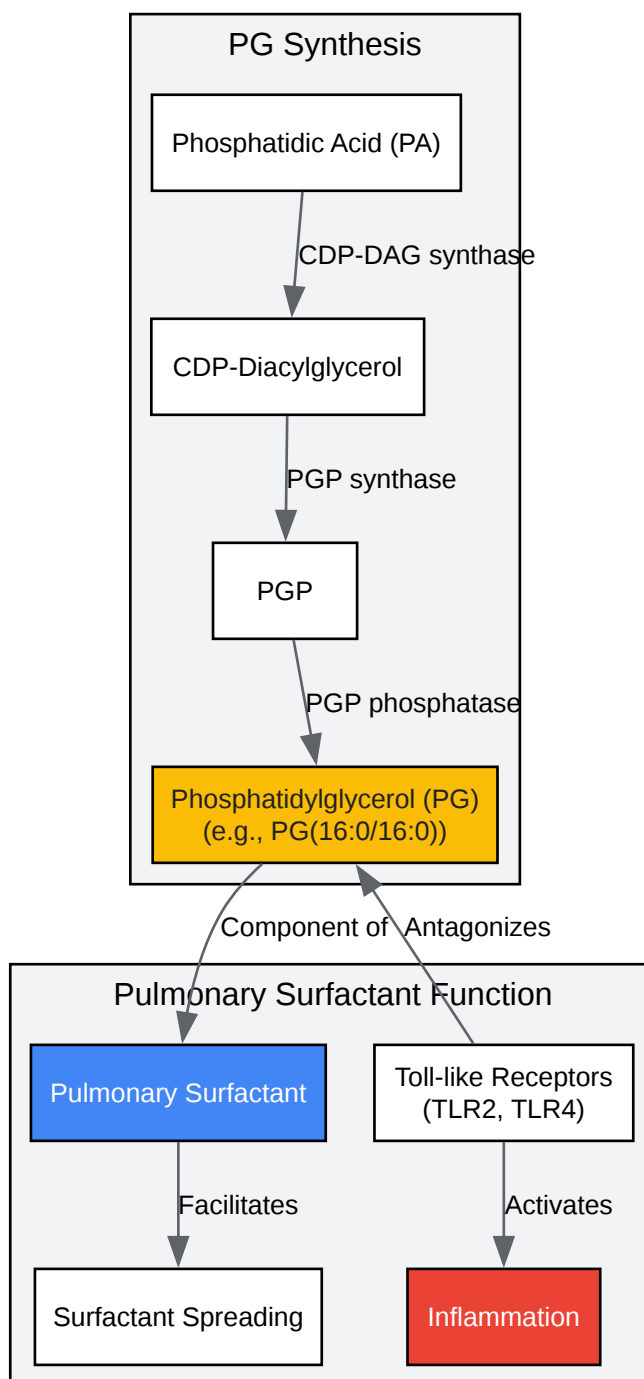 PG Synthesis
Phosphatidic Acid (PA)
CDP-DAG synthase
CDP-Diacylglycerol
PGP synthase
PGP
PGP phosphatase
Phosphatidylglycerol (PG)
(e.g., PG(16:0/16:0))
Component of
Antagonizes
Pulmonary Surfactant Function
Pulmonary Surfactant
Toll-like Receptors
(TLR2, TLR4)
Facilitates
Activates
Surfactant Spreading
Inflammation